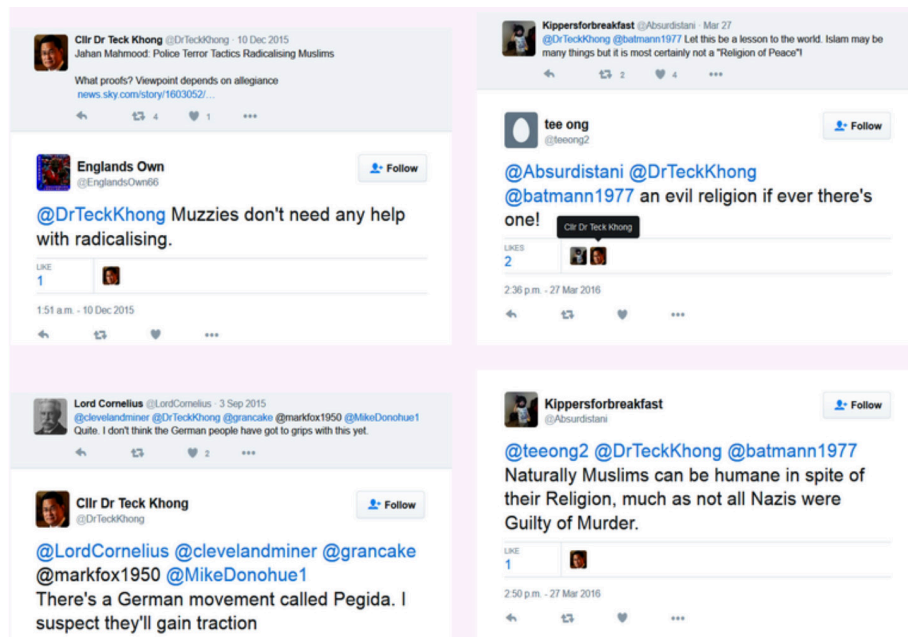 Cllr Dr Teck Khong @DrTeckKhong · 10 Dec 2015
Jahan Mahmood: Police Terror Tactics Radicalising Muslims
What proofs? Viewpoint depends on allegiance
news.sky.com/story/1603052/...
4 1
Englands Own
@EnglandsOwn66
Follow
@DrTeckKhong Muzzies don't need any help
with radicalising.
LIKE
1
1:51 a.m. - 10 Dec 2015
Kippersforbreakfast @Absurdistani · Mar 27
@DrTeckKhong @batmann1977 Let this be a lesson to the world. Islam may be
many things but it is most certainly not a "Religion of Peace"!
2 4
tee ong
@teeong2
Follow
@Absurdistani @DrTeckKhong
@batmann1977 an evil religion if ever there's
one!
Cllr Dr Teck Khong
LIKES
2
2:36 p.m. - 27 Mar 2016
Lord Cornelius @LordCornelius · 3 Sep 2015
@clevelandminer @DrTeckKhong @grancake @markfox1950 @MikeDonohue1
Quite. I don't think the German people have got to grips with this yet.
2
Cllr Dr Teck Khong
@DrTeckKhong
Follow
@LordCornelius @clevelandminer @grancake
@markfox1950 @MikeDonohue1
There's a German movement called Pegida. I
suspect they'll gain traction
Kippersforbreakfast
@Absurdistani
Follow
@teeong2 @DrTeckKhong @batmann1977
Naturally Muslims can be humane in spite of
their Religion, much as not all Nazis were
Guilty of Murder.
LIKE
1
2:50 p.m. - 27 Mar 2016